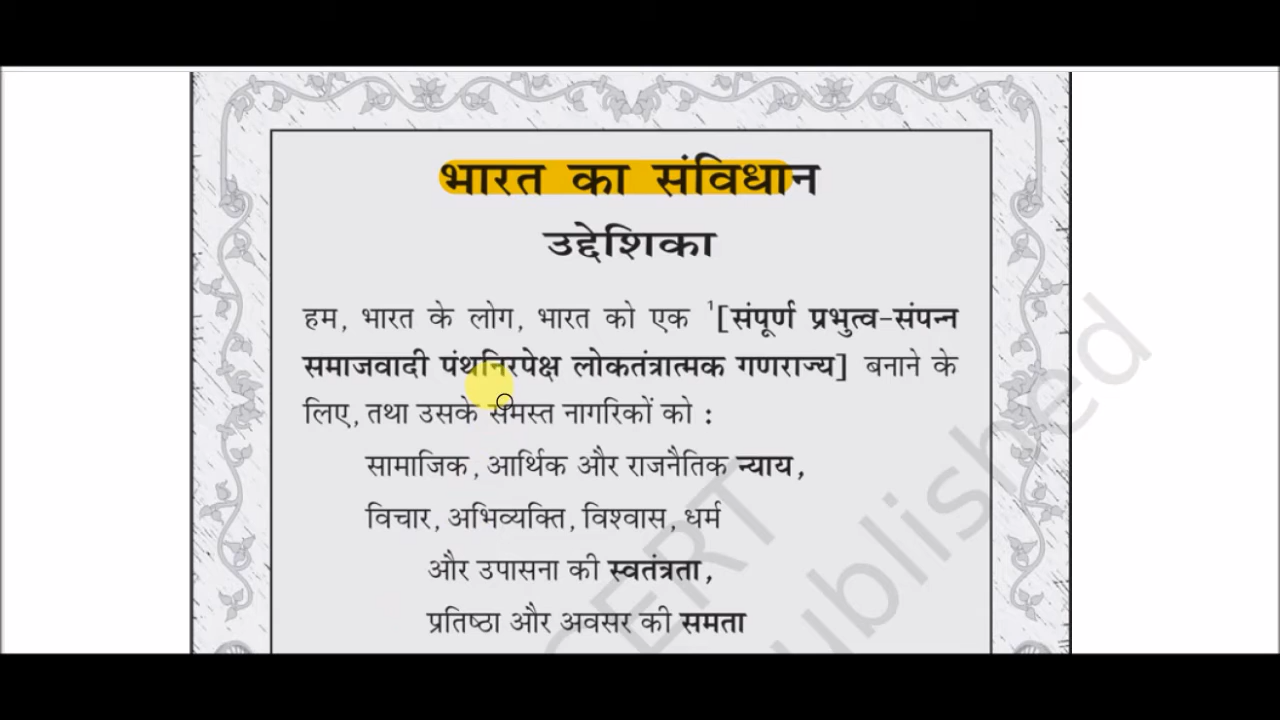 भारत का संविधान
उद्देशिका
हम, भारत के लोग, भारत को एक ¹[संपूर्ण प्रभुत्व-संपन्न
समाजवादी पंथनिरपेक्ष लोकतंत्रात्मक गणराज्य] बनाने के
लिए, तथा उसके समस्त नागरिकों को :
सामाजिक, आर्थिक और राजनैतिक न्याय,
विचार, अभिव्यक्ति, विश्वास, धर्म
और उपासना की स्वतंत्रता,
प्रतिष्ठा और अवसर की समता